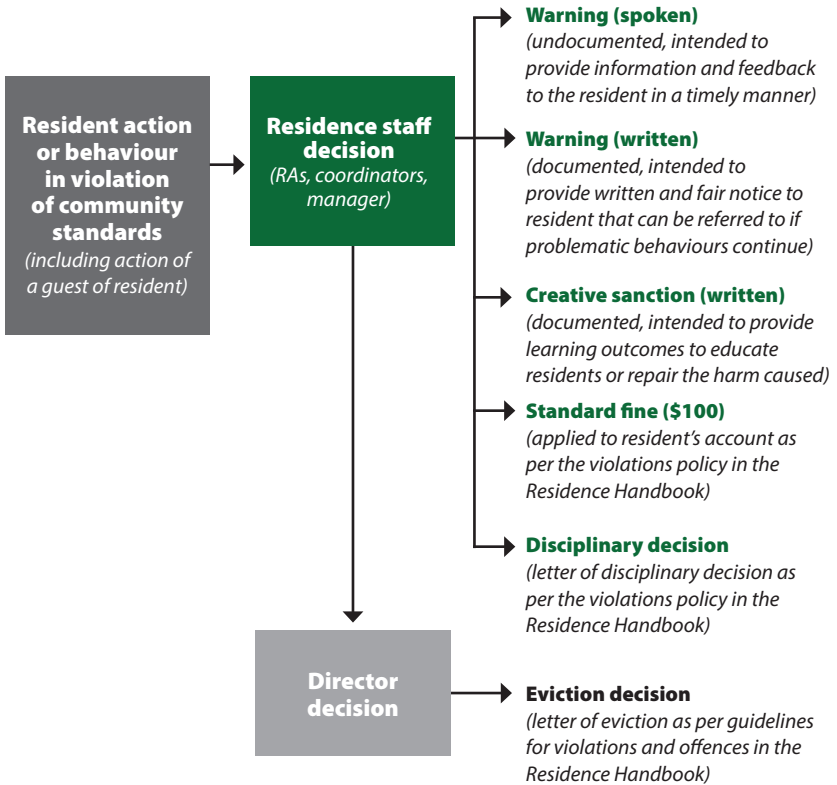 Resident action
or behaviour
in violation
of community
standards
(including action of
a guest of resident)
Residence staff
decision
(RAs, coordinators,
manager)
Warning (spoken)
(undocumented, intended to
provide information and feedback
to the resident in a timely manner)
Warning (written)
(documented, intended to
provide written and fair notice to
resident that can be referred to if
problematic behaviours continue)
Creative sanction (written)
(documented, intended to provide
learning outcomes to educate
residents or repair the harm caused)
Standard fine ($100)
(applied to resident's account as
per the violations policy in the
Residence Handbook)
Disciplinary decision
(letter of disciplinary decision as
per the violations policy in the
Residence Handbook)
Director
decision
Eviction decision
(letter of eviction as per guidelines
for violations and offences in the
Residence Handbook)